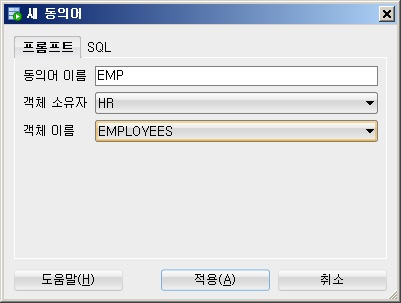 새 동의어
프롬프트 SQL
동의어 이름 EMP
객체 소유자 HR
객체 이름 EMPLOYEES
도움말(H) 적용(A) 취소